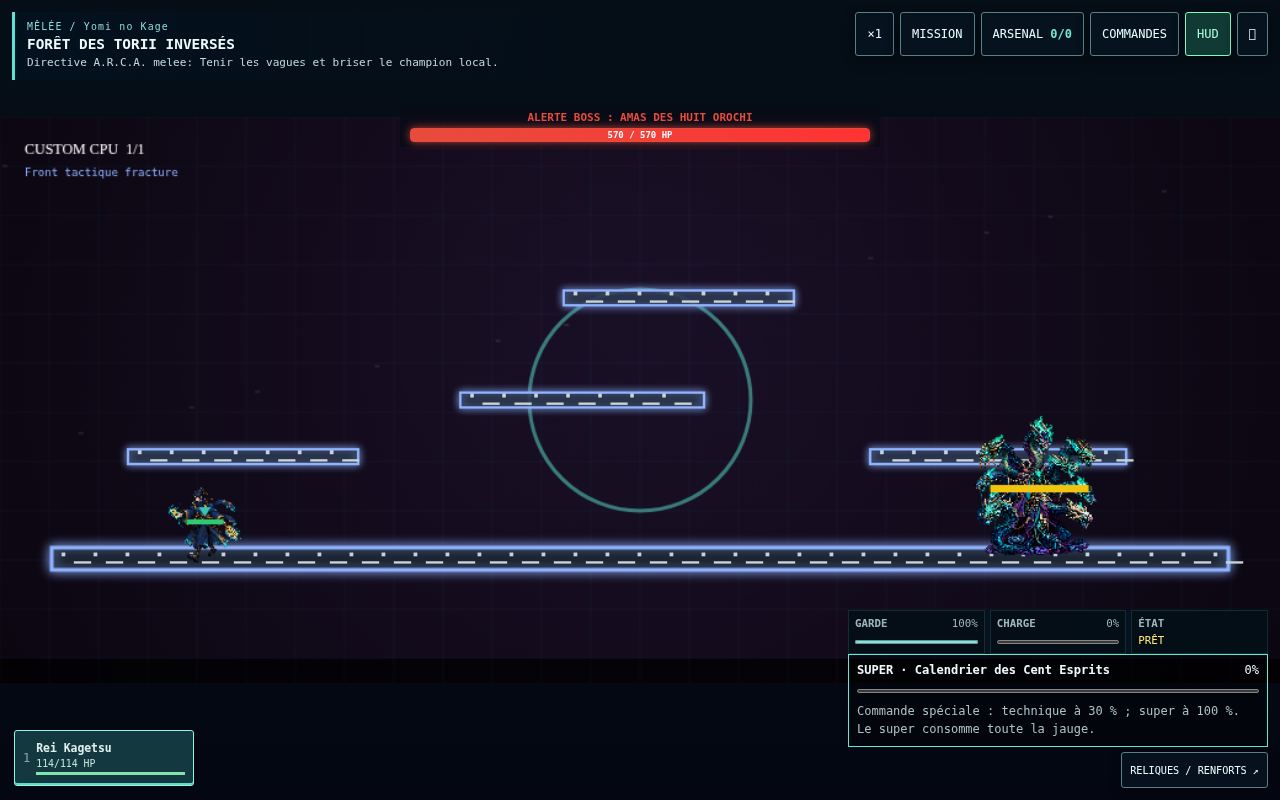 MÊLÉE / Yomi no Kage
FORÊT DES TORII INVERSÉS
Directive A.R.C.A. melee: Tenir les vagues et briser le champion local.
×1
MISSION
ARSENAL 0/0
COMMANDES
HUD
ALERTE BOSS : AMAS DES HUIT OROCHI
570 / 570 HP
CUSTOM CPU 1/1
Front tactique fracture
GARDE 100%
CHARGE 0%
ÉTAT
PRÊT
SUPER · Calendrier des Cent Esprits 0%
Commande spéciale : technique à 30 % ; super à 100 %.
Le super consomme toute la jauge.
1
Rei Kagetsu
114/114 HP
RELIQUES / RENFORTS ↗